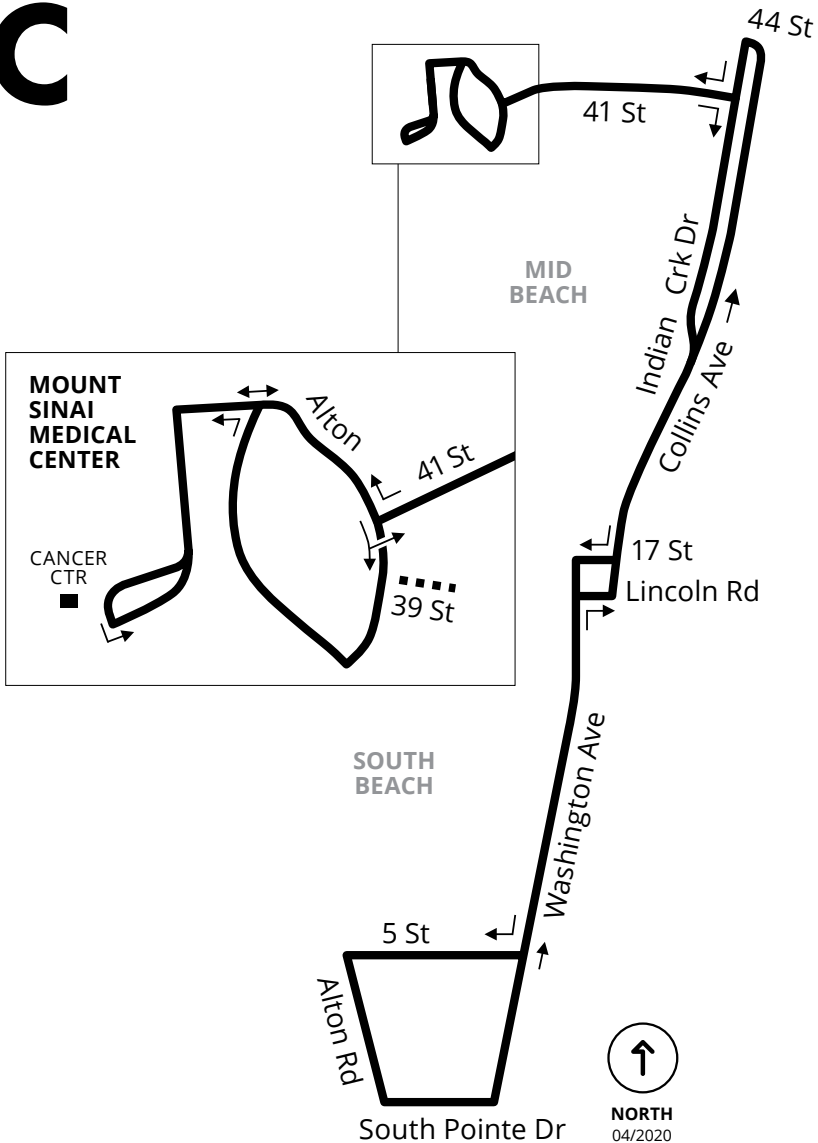 C
44 St
41 St
Indian Crk Dr
MID
BEACH
Collins Ave
MOUNT
SINAI
MEDICAL
CENTER
Alton
41 St
CANCER
CTR
39 St
17 St
Lincoln Rd
SOUTH
BEACH
Washington Ave
5 St
Alton Rd
South Pointe Dr
NORTH
04/2020